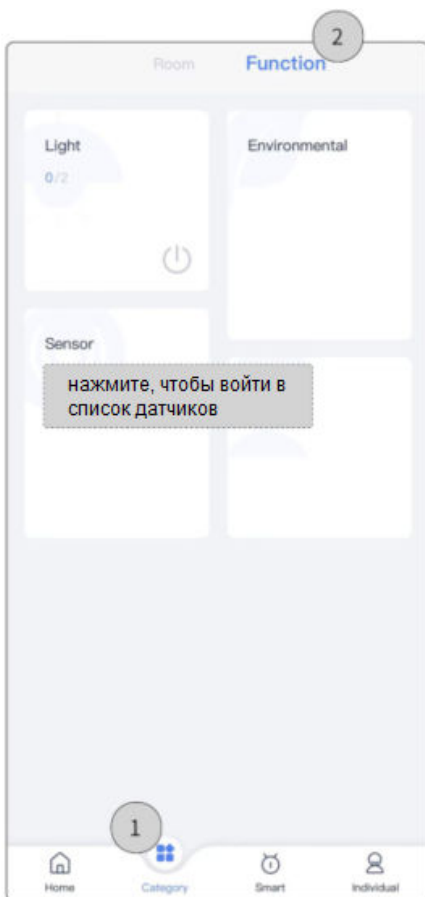 2
Room Function
Light
0/2
Environmental
Sensor
нажмите, чтобы войти в
список датчиков
1
Home Category Smart Individual